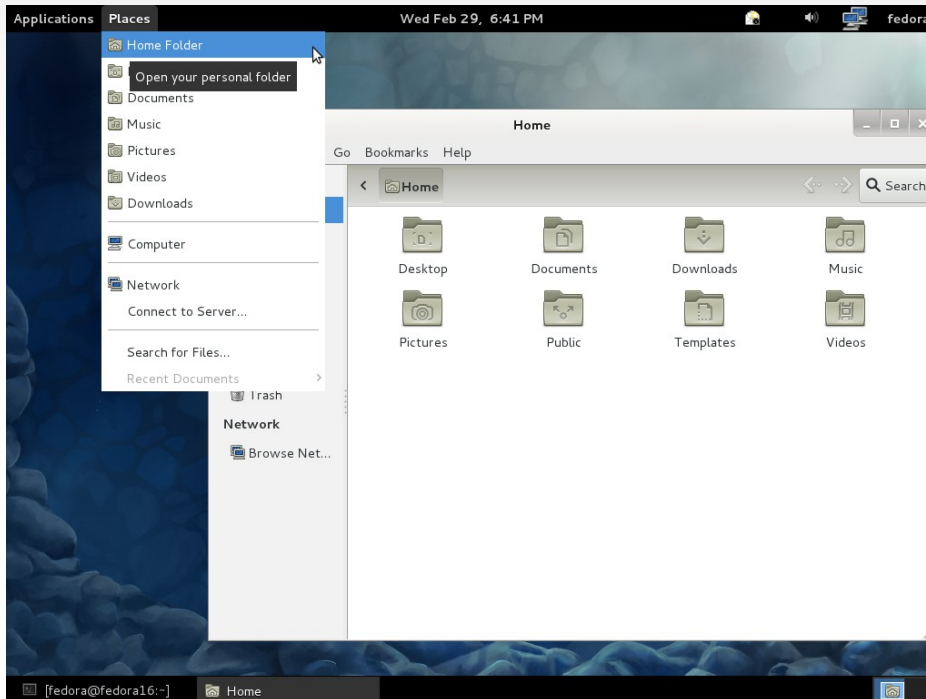 Applications Places Wed Feb 29, 6:41 PM fedora
Home Folder
Open your personal folder
Documents
Music
Pictures
Videos
Downloads
Computer
Network
Connect to Server...
Search for Files...
Recent Documents
Home
Go Bookmarks Help
Home Search
Desktop Documents Downloads Music
Pictures Public Templates Videos
Trash
Network
Browse Net...
[fedora@fedora16:~] Home